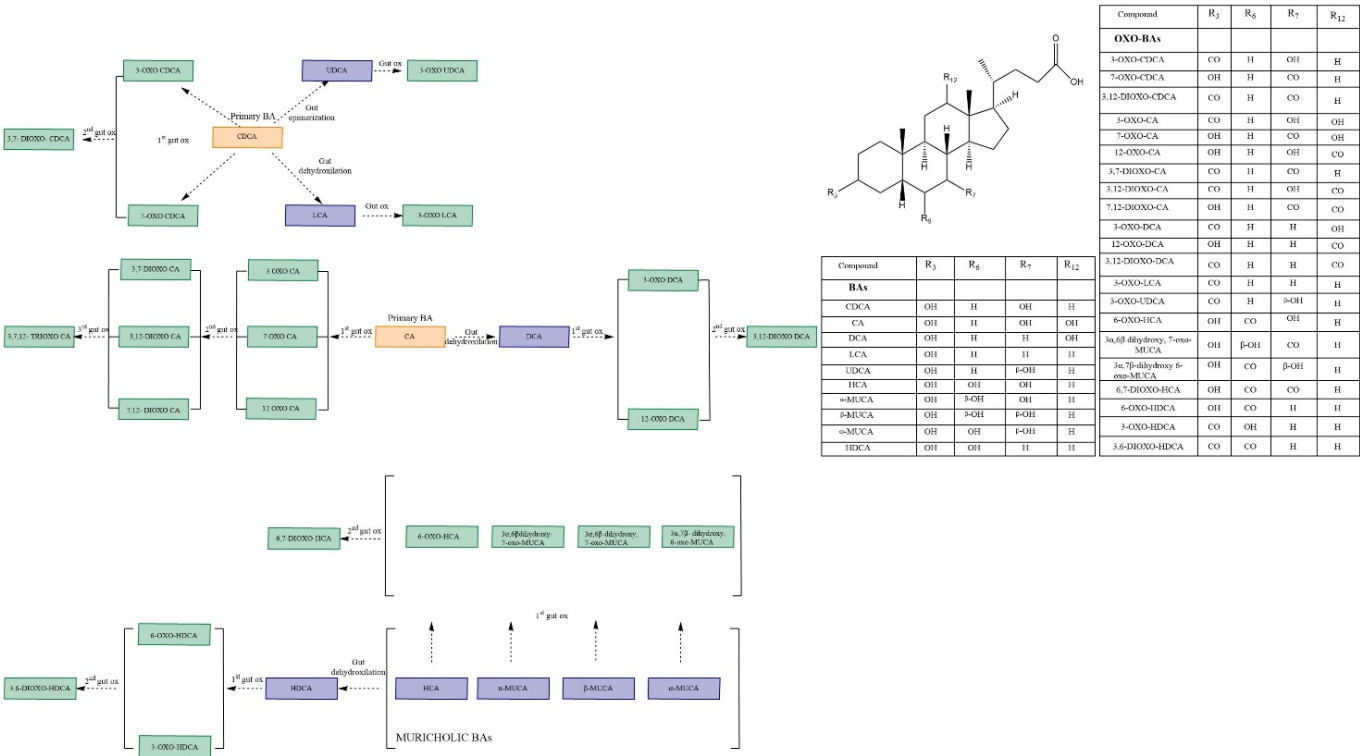 3-OXO CDCA
UDCA
Gut ox
3-OXO UDCA
Gut
epimerization
Primary BA
CDCA
1st gut ox
2nd gut ox
3,7- DIOXO- CDCA
Gut
dehydroxilation
7-OXO CDCA
LCA
Gut ox
3-OXO LCA
3,7-DIOXO CA
3 OXO CA
3-OXO DCA
3,7,12- TRIOXO CA
3rd gut ox
3,12-DIOXO CA
2nd gut ox
7 OXO CA
1st gut ox
Primary BA
CA
Gut
dehydroxilation
DCA
1st gut ox
2nd gut ox
3,12-DIOXO DCA
7,12- DIOXO CA
12 OXO CA
12-OXO DCA
6,7-DIOXO-HCA
2nd gut ox
6-OXO-HCA
3α,6βdihydroxy-
7-oxo-MUCA
3α,6β-dihydroxy,
7-oxo-MUCA
3α,7β- dihydroxy,
6-oxo-MUCA
1st gut ox
6-OXO-HDCA
3,6-DIOXO-HDCA
2nd gut ox
1st gut ox
HDCA
Gut
dehydroxilation
HCA
α-MUCA
β-MUCA
ω-MUCA
3-OXO-HDCA
MURICHOLIC BAs
O
OH
R12
H
H
H
H
H
R3
R6
R7
Compound R3 R6 R7 R12
BAs
CDCA OH H OH H
CA OH H OH OH
DCA OH H H OH
LCA OH H H H
UDCA OH H β-OH H
HCA OH OH OH H
α-MUCA OH β-OH OH H
β-MUCA OH β-OH β-OH H
ω-MUCA OH OH β-OH H
HDCA OH OH H H
Compound R3 R6 R7 R12
OXO-BAs
3-OXO-CDCA CO H OH H
7-OXO-CDCA OH H CO H
3,12-DIOXO-CDCA CO H CO H
3-OXO-CA CO H OH OH
7-OXO-CA OH H CO OH
12-OXO-CA OH H OH CO
3,7-DIOXO-CA CO H CO H
3,12-DIOXO-CA CO H OH CO
7,12-DIOXO-CA OH H CO CO
3-OXO-DCA CO H H OH
12-OXO-DCA OH H H CO
3,12-DIOXO-DCA CO H H CO
3-OXO-LCA CO H H H
3-OXO-UDCA CO H β-OH H
6-OXO-HCA OH CO OH H
3α,6β dihydroxy, 7-oxo-
MUCA OH β-OH CO H
3α,7β-dihydroxy 6-
oxo-MUCA OH CO β-OH H
6,7-DIOXO-HCA OH CO CO H
6-OXO-HDCA OH CO H H
3-OXO-HDCA CO OH H H
3,6-DIOXO-HDCA CO CO H H